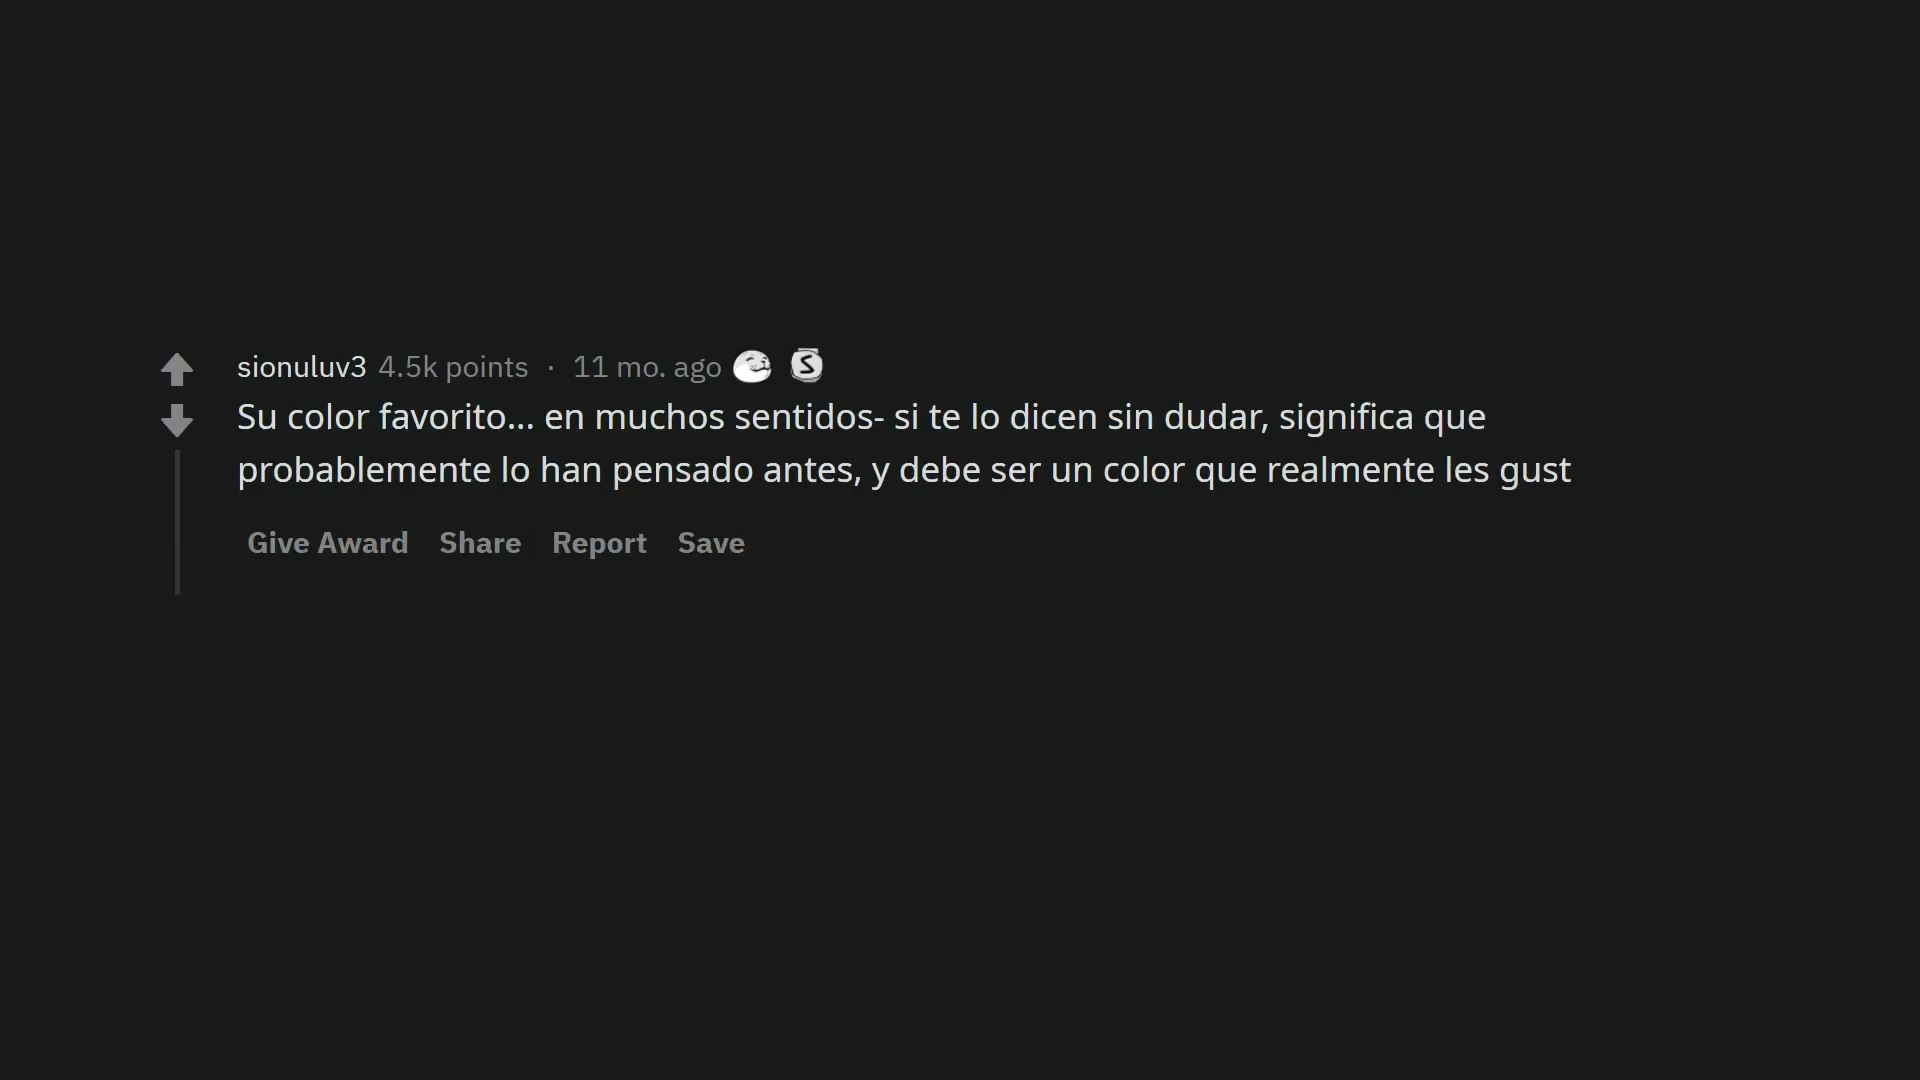 sionuluv3 4.5k points · 11 mo. ago
Su color favorito... en muchos sentidos- si te lo dicen sin dudar, significa que
probablemente lo han pensado antes, y debe ser un color que realmente les gust
Give Award Share Report Save